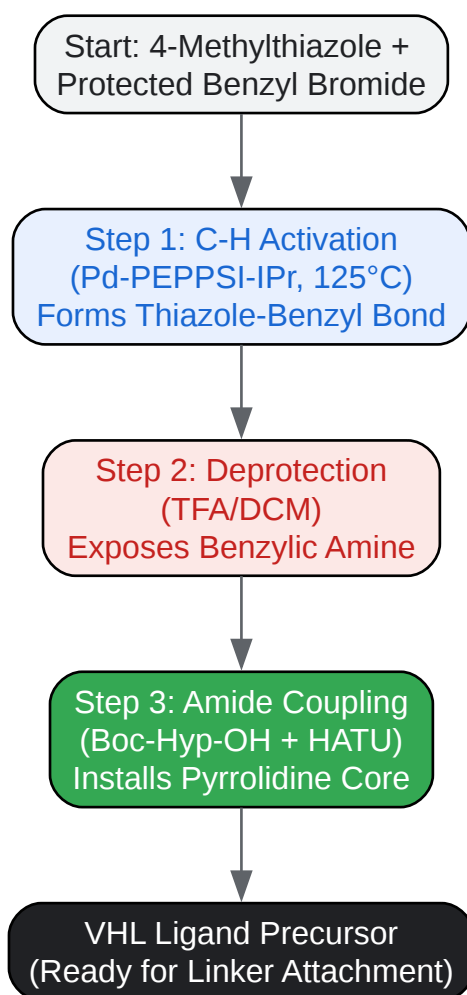 Start: 4-Methylthiazole +
Protected Benzyl Bromide
Step 1: C-H Activation
(Pd-PEPPSI-IPr, 125°C)
Forms Thiazole-Benzyl Bond
Step 2: Deprotection
(TFA/DCM)
Exposes Benzylic Amine
Step 3: Amide Coupling
(Boc-Hyp-OH + HATU)
Installs Pyrrolidine Core
VHL Ligand Precursor
(Ready for Linker Attachment)